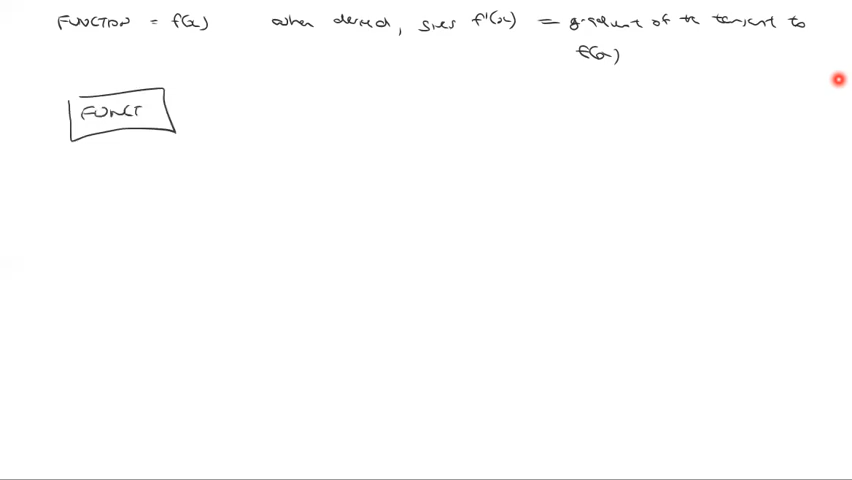 FUNCTION = f(x) when derived, gives f'(x) = gradient of the tangent to
f(x)
FUNCT